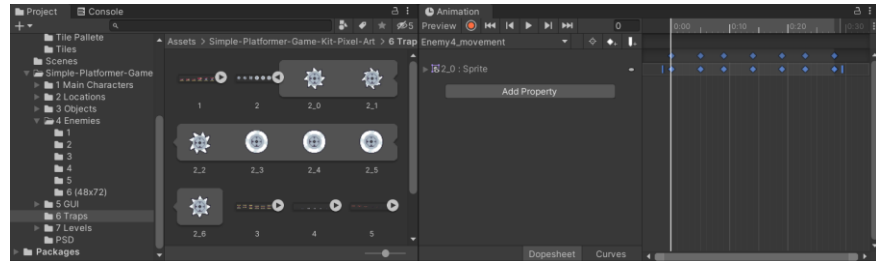 Project
Console
Animation
5
Preview
0
0:00
0:10
0:20
0:30
Tile Pallete
Tiles
Scenes
Simple-Platformer-Game
1 Main Characters
2 Locations
3 Objects
4 Enemies
1
2
3
4
5
6 (48x72)
5 GUI
6 Traps
7 Levels
PSD
Packages
Assets > Simple-Platformer-Game-Kit-Pixel-Art > 6 Trap
1
2
2_0
2_1
2_2
2_3
2_4
2_5
2_6
3
4
5
Enemy4_movement
2_0 : Sprite
Add Property
Dopesheet
Curves